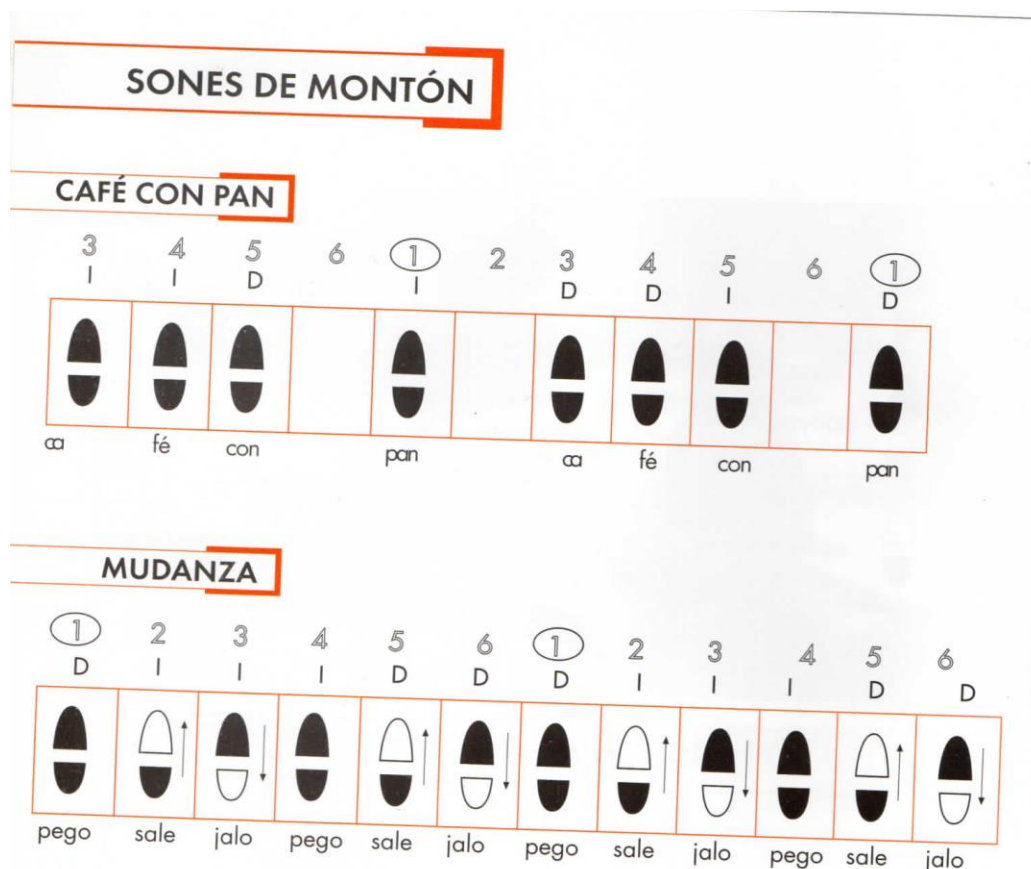 SONES DE MONTÓN
CAFÉ CON PAN
3 4 5 6 1 2 3 4 5 6 1
I I D I D D I D
ca fé con pan ca fé con pan
MUDANZA
1 2 3 4 5 6 1 2 3 4 5 6
D I I I D D D I I I D D
pego sale jalo pego sale jalo pego sale jalo pego sale jalo